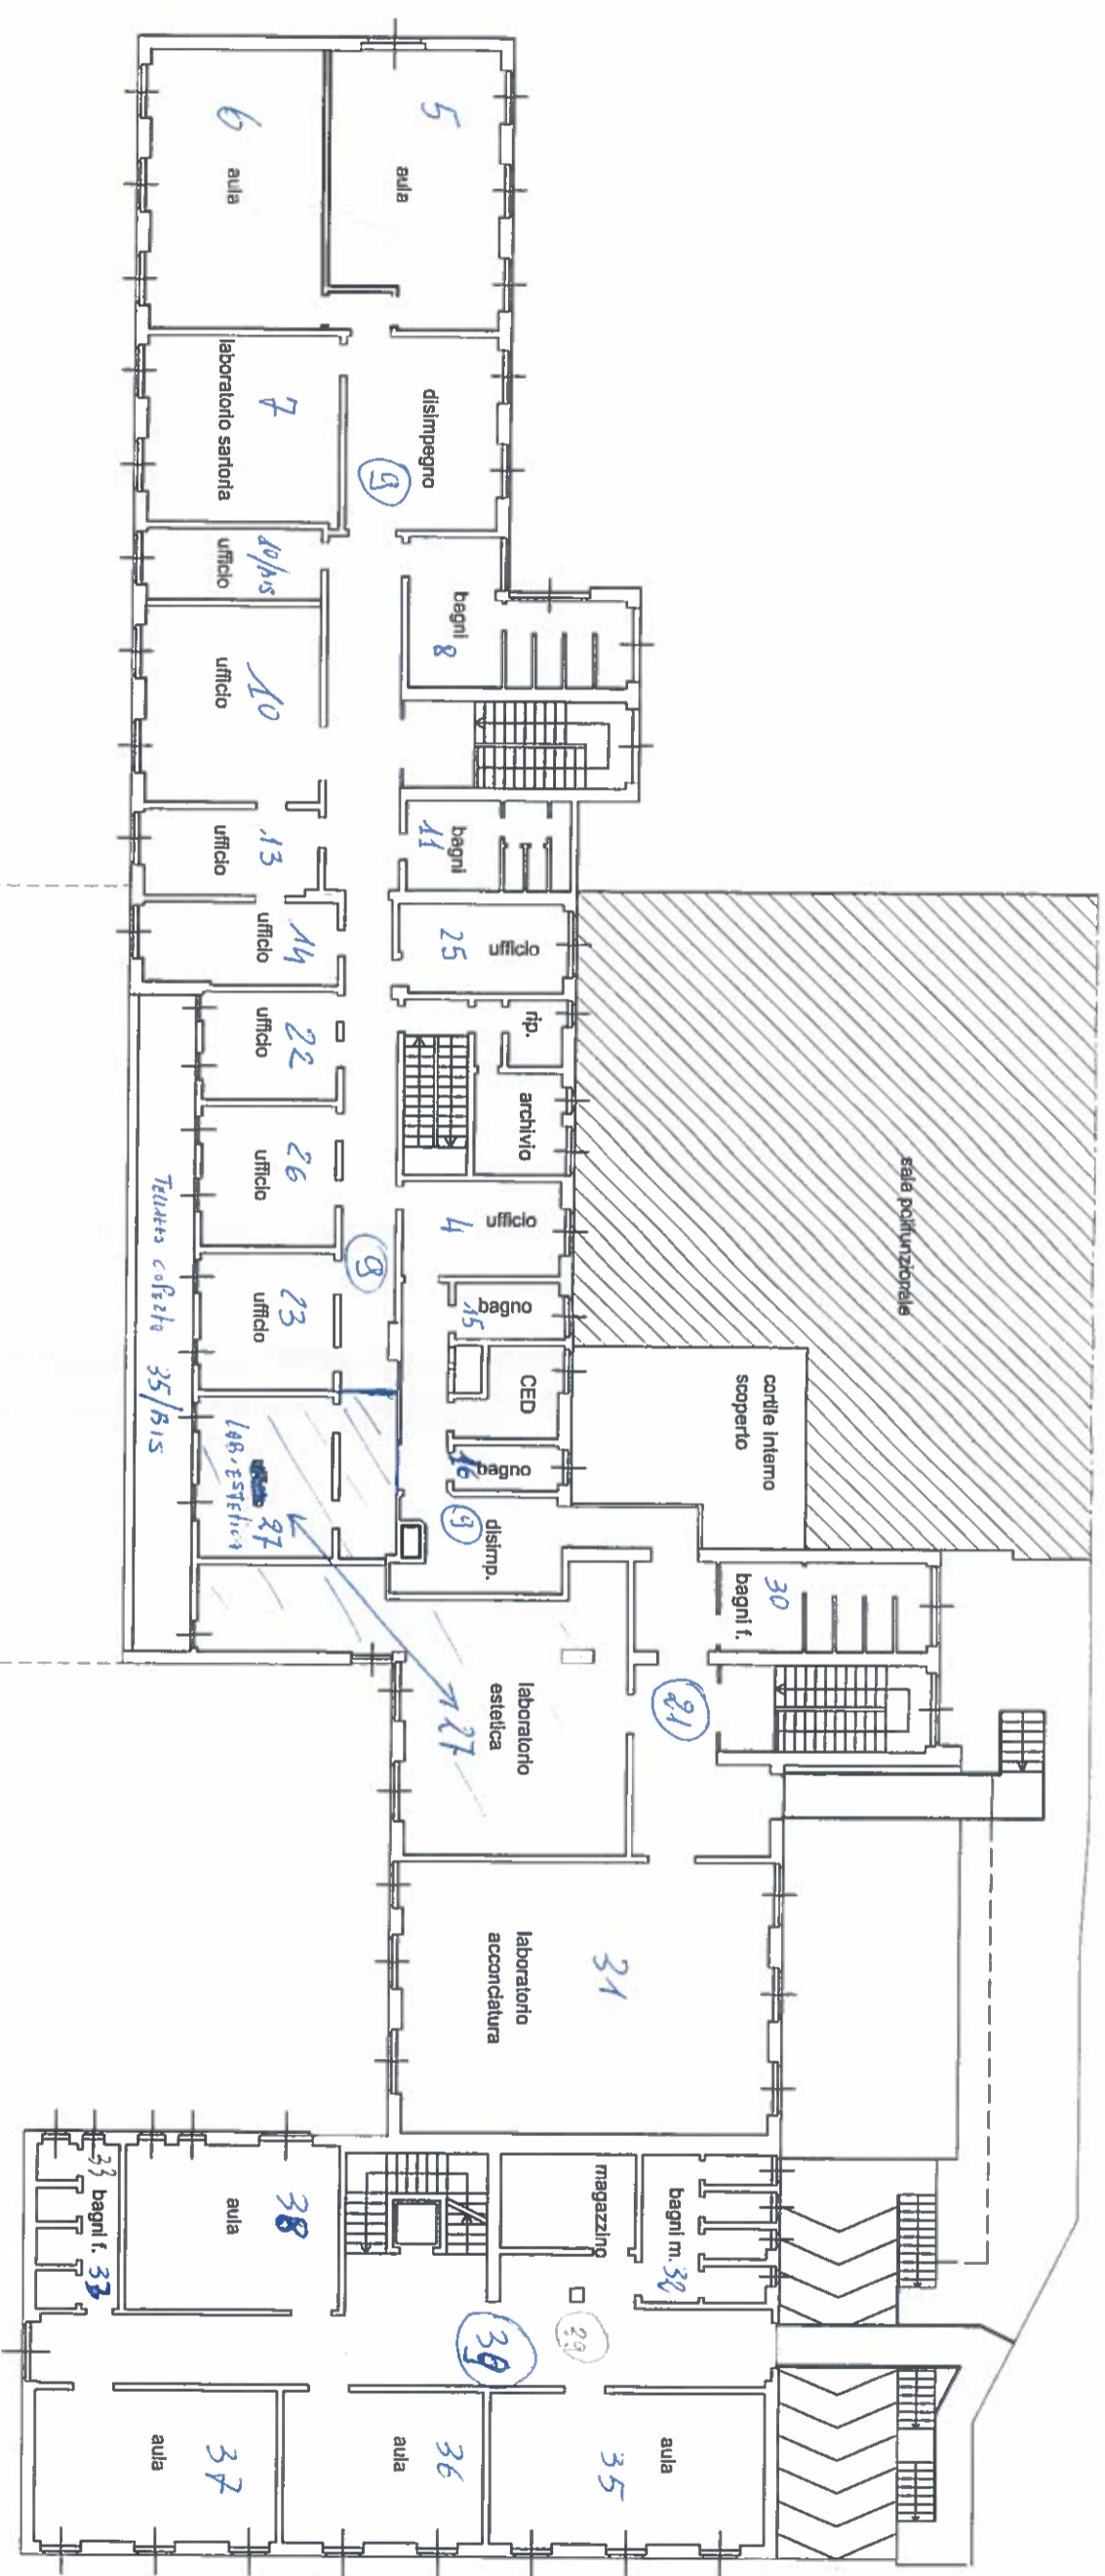 5
aula
6
aula
7
laboratorio sartoria
disimpegno
9
10/BIS
ufficio
bagni
8
10
ufficio
13
ufficio
bagni
11
14
ufficio
25
ufficio
22
ufficio
rip.
archivio
26
ufficio
ufficio
4
9
23
ufficio
bagno
15
CED
16
bagno
9
disimp.
35/BIS
LAB. ESTETICA
27
sala polifunzionale
cortile interno
scoperto
30
bagni f.
21
laboratorio
estetica
27
31
laboratorio
acconciatura
magazzino
bagni m. 32
29
39
38
aula
33 bagni f. 33
37
aula
36
aula
35
aula